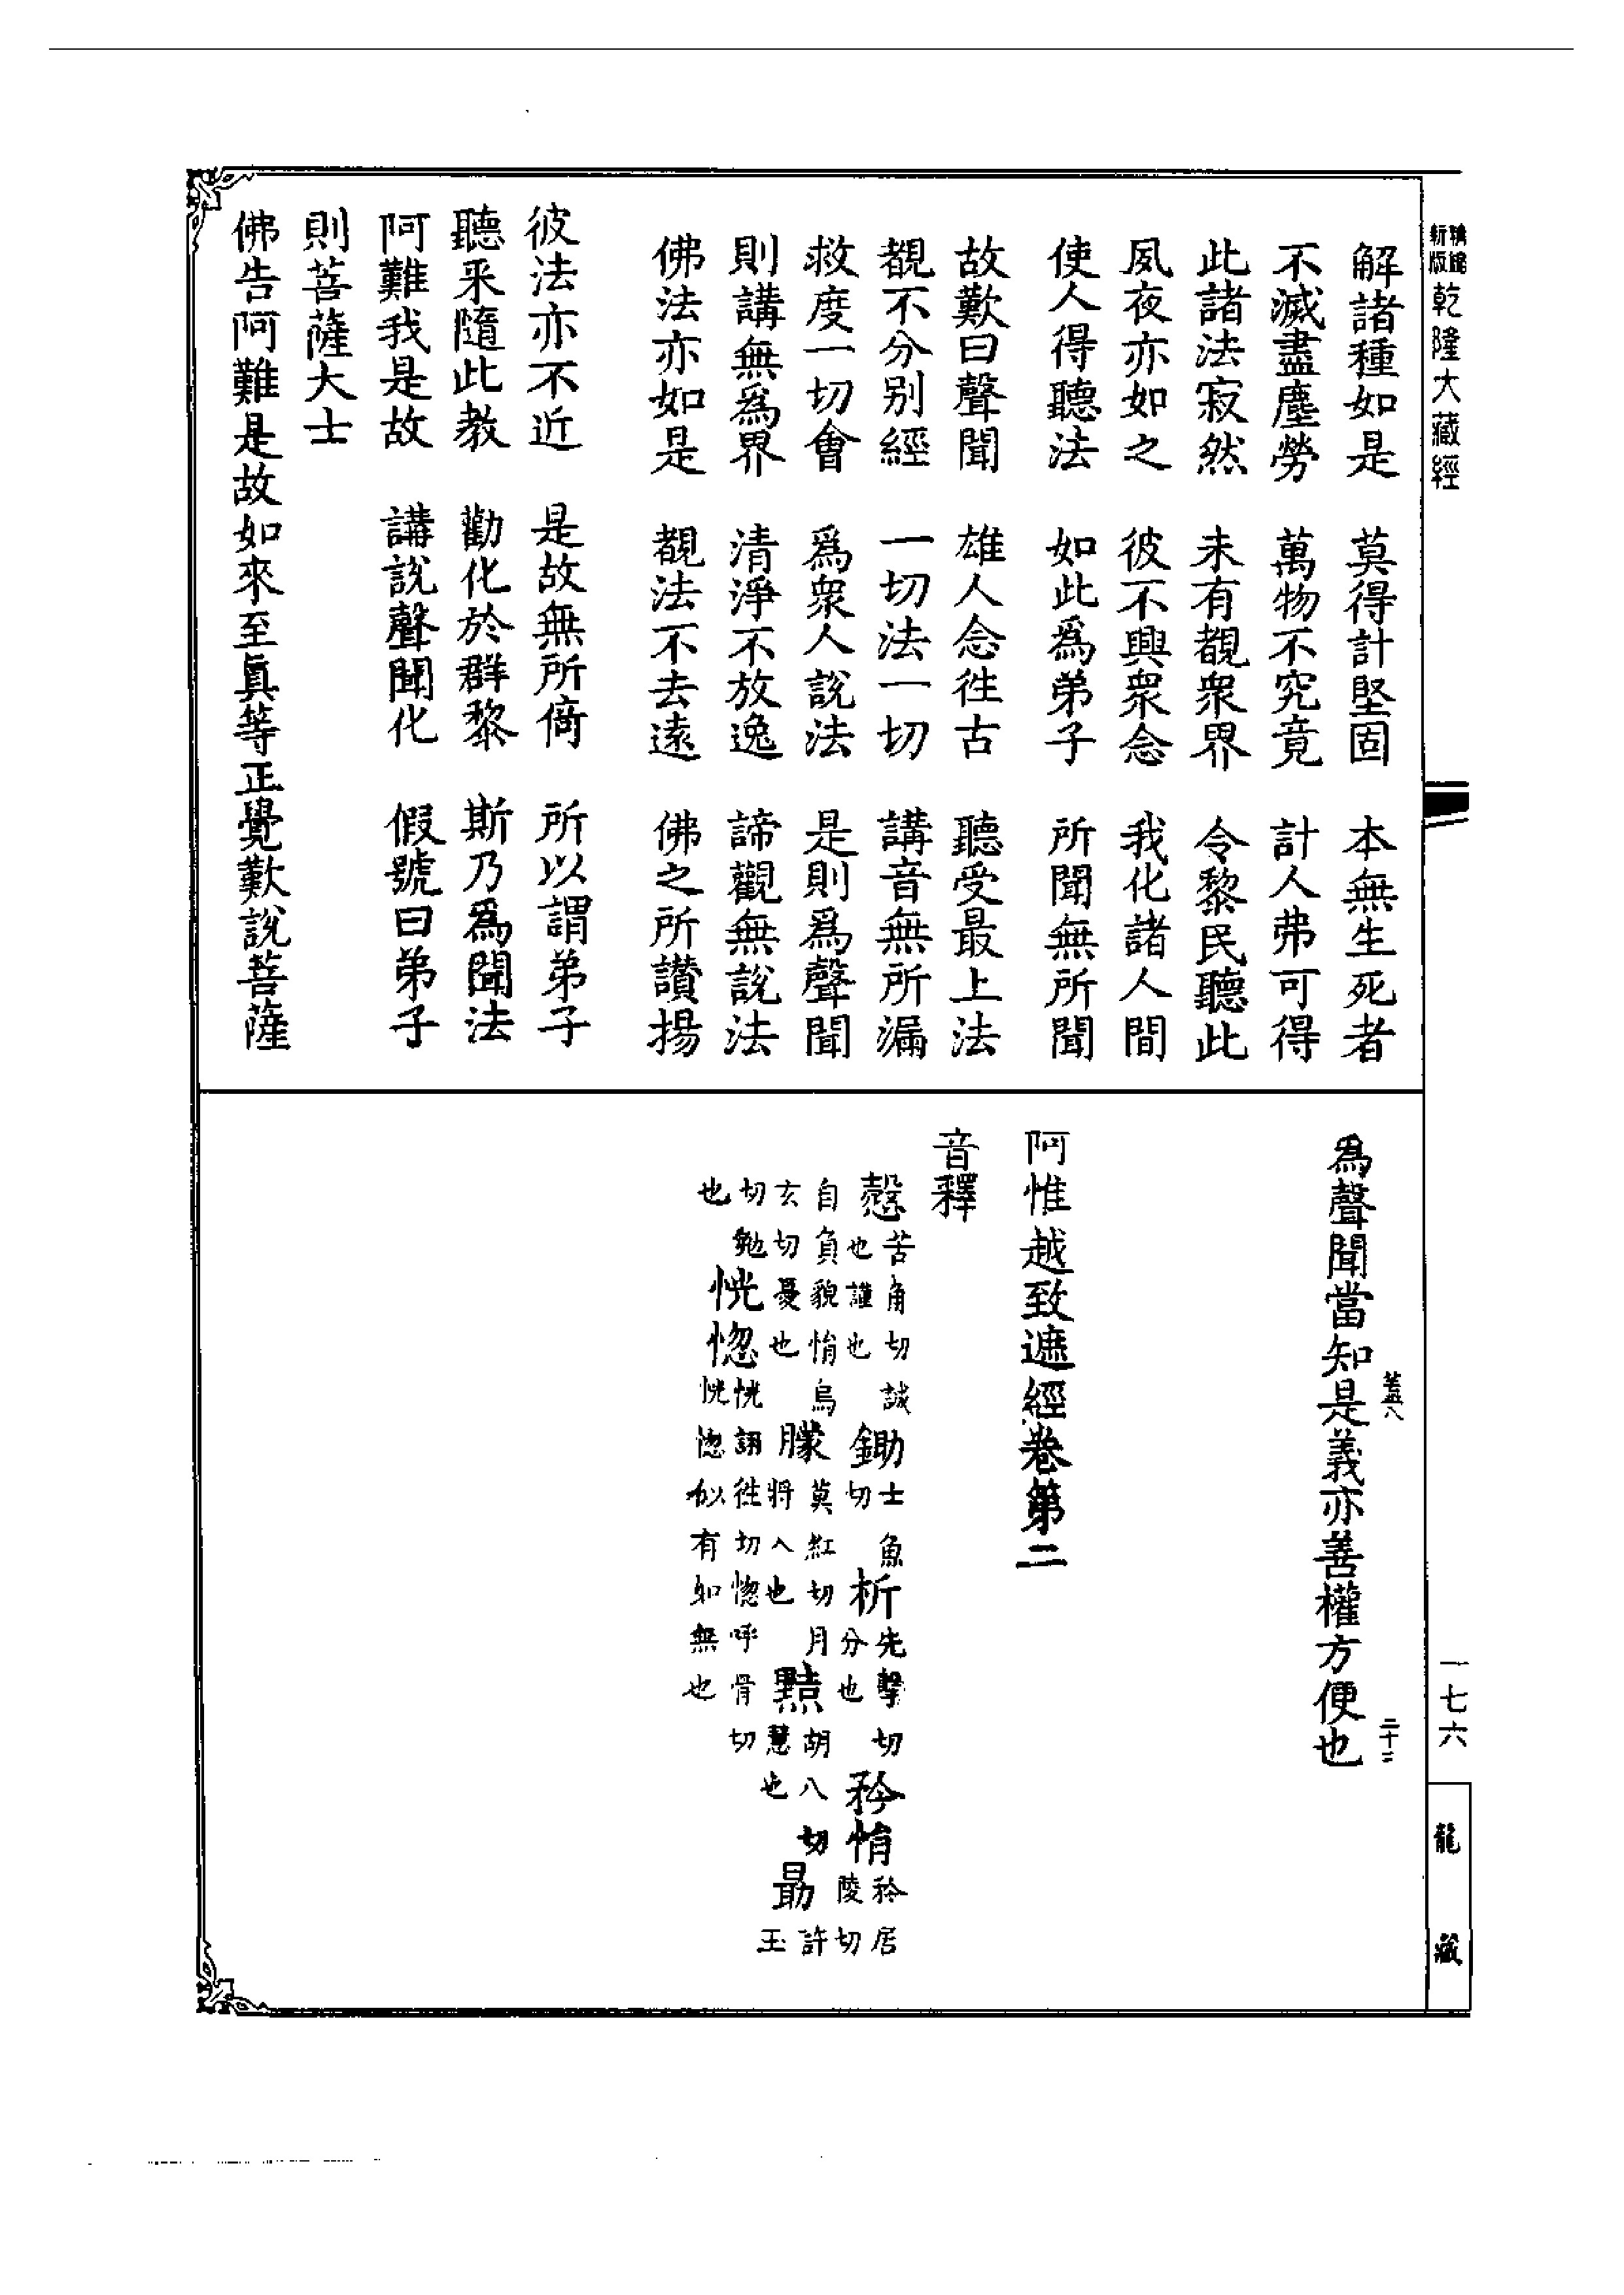 新版
乾隆大藏經
解諸種如是　莫得計堅固　本無生死者
不滅盡塵勞　萬物不究竟　計人弗可得
此諸法寂然　未有覩衆界　令黎民聽此
夙夜亦如之　彼不興衆念　我化諸人間
使人得聽法　如此爲弟子　所聞無所聞
故歎曰聲聞　雄人念往古　聽受最上法
覩不分别經　一切法一切　講音無所漏
救度一切會　爲衆人說法　是則爲聲聞
則講無爲界　清淨不放逸　諦觀無說法
佛法亦如是　覩法不去遠　佛之所讚揚
彼法亦不近　是故無所倚　所以謂弟子
聽釆隨此教　勸化於群黎　斯乃爲聞法
阿難我是故　講說聲聞化　假號曰弟子
則菩薩大士
佛告阿難是故如來至眞等正覺歎說菩薩
爲聲聞當知是義亦善權方便也
阿惟越致遮經卷第二
音釋
慤苦角切誠也謹也　鋤士魚切　析先擊切分也　矜悁矜居陵切
自負貌悁烏玄切憂也　朦莫紅切月將入也　黠胡八切慧也　勗許玉
切勉也　恍惚恍詡往切惚呼骨切恍惚似有如無也
一七六
龍藏